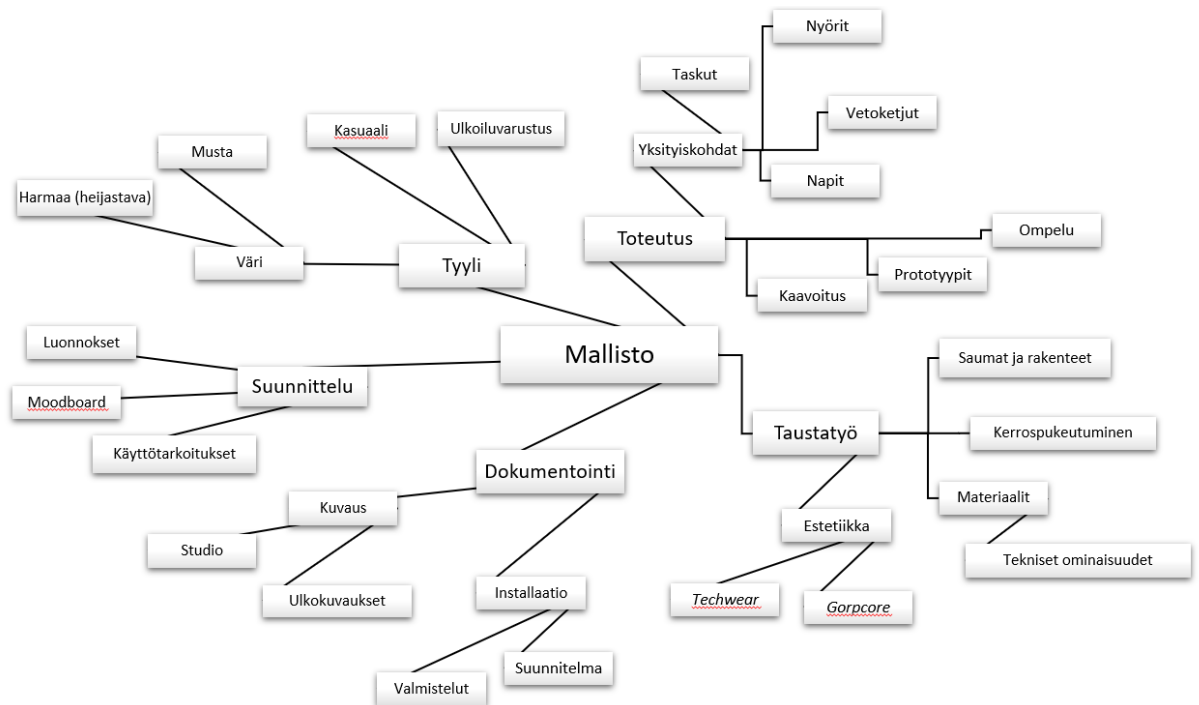 Nyörit
Taskut
Vetoketjut
Kasuaali
Ulkoiluvarustus
Musta
Yksityiskohdat
Napit
Harmaa (heijastava)
Toteutus
Ompelu
Väri
Tyyli
Prototyypit
Kaavoitus
Luonnokset
Mallisto
Saumat ja rakenteet
Suunnittelu
Moodboard
Käyttötarkoitukset
Taustatyö
Kerrospukeutuminen
Dokumentointi
Materiaalit
Kuvaus
Estetiikka
Studio
Tekniset ominaisuudet
Ulkokuvaukset
Installaatio
Techwear
Gorpcore
Suunnitelma
Valmistelut